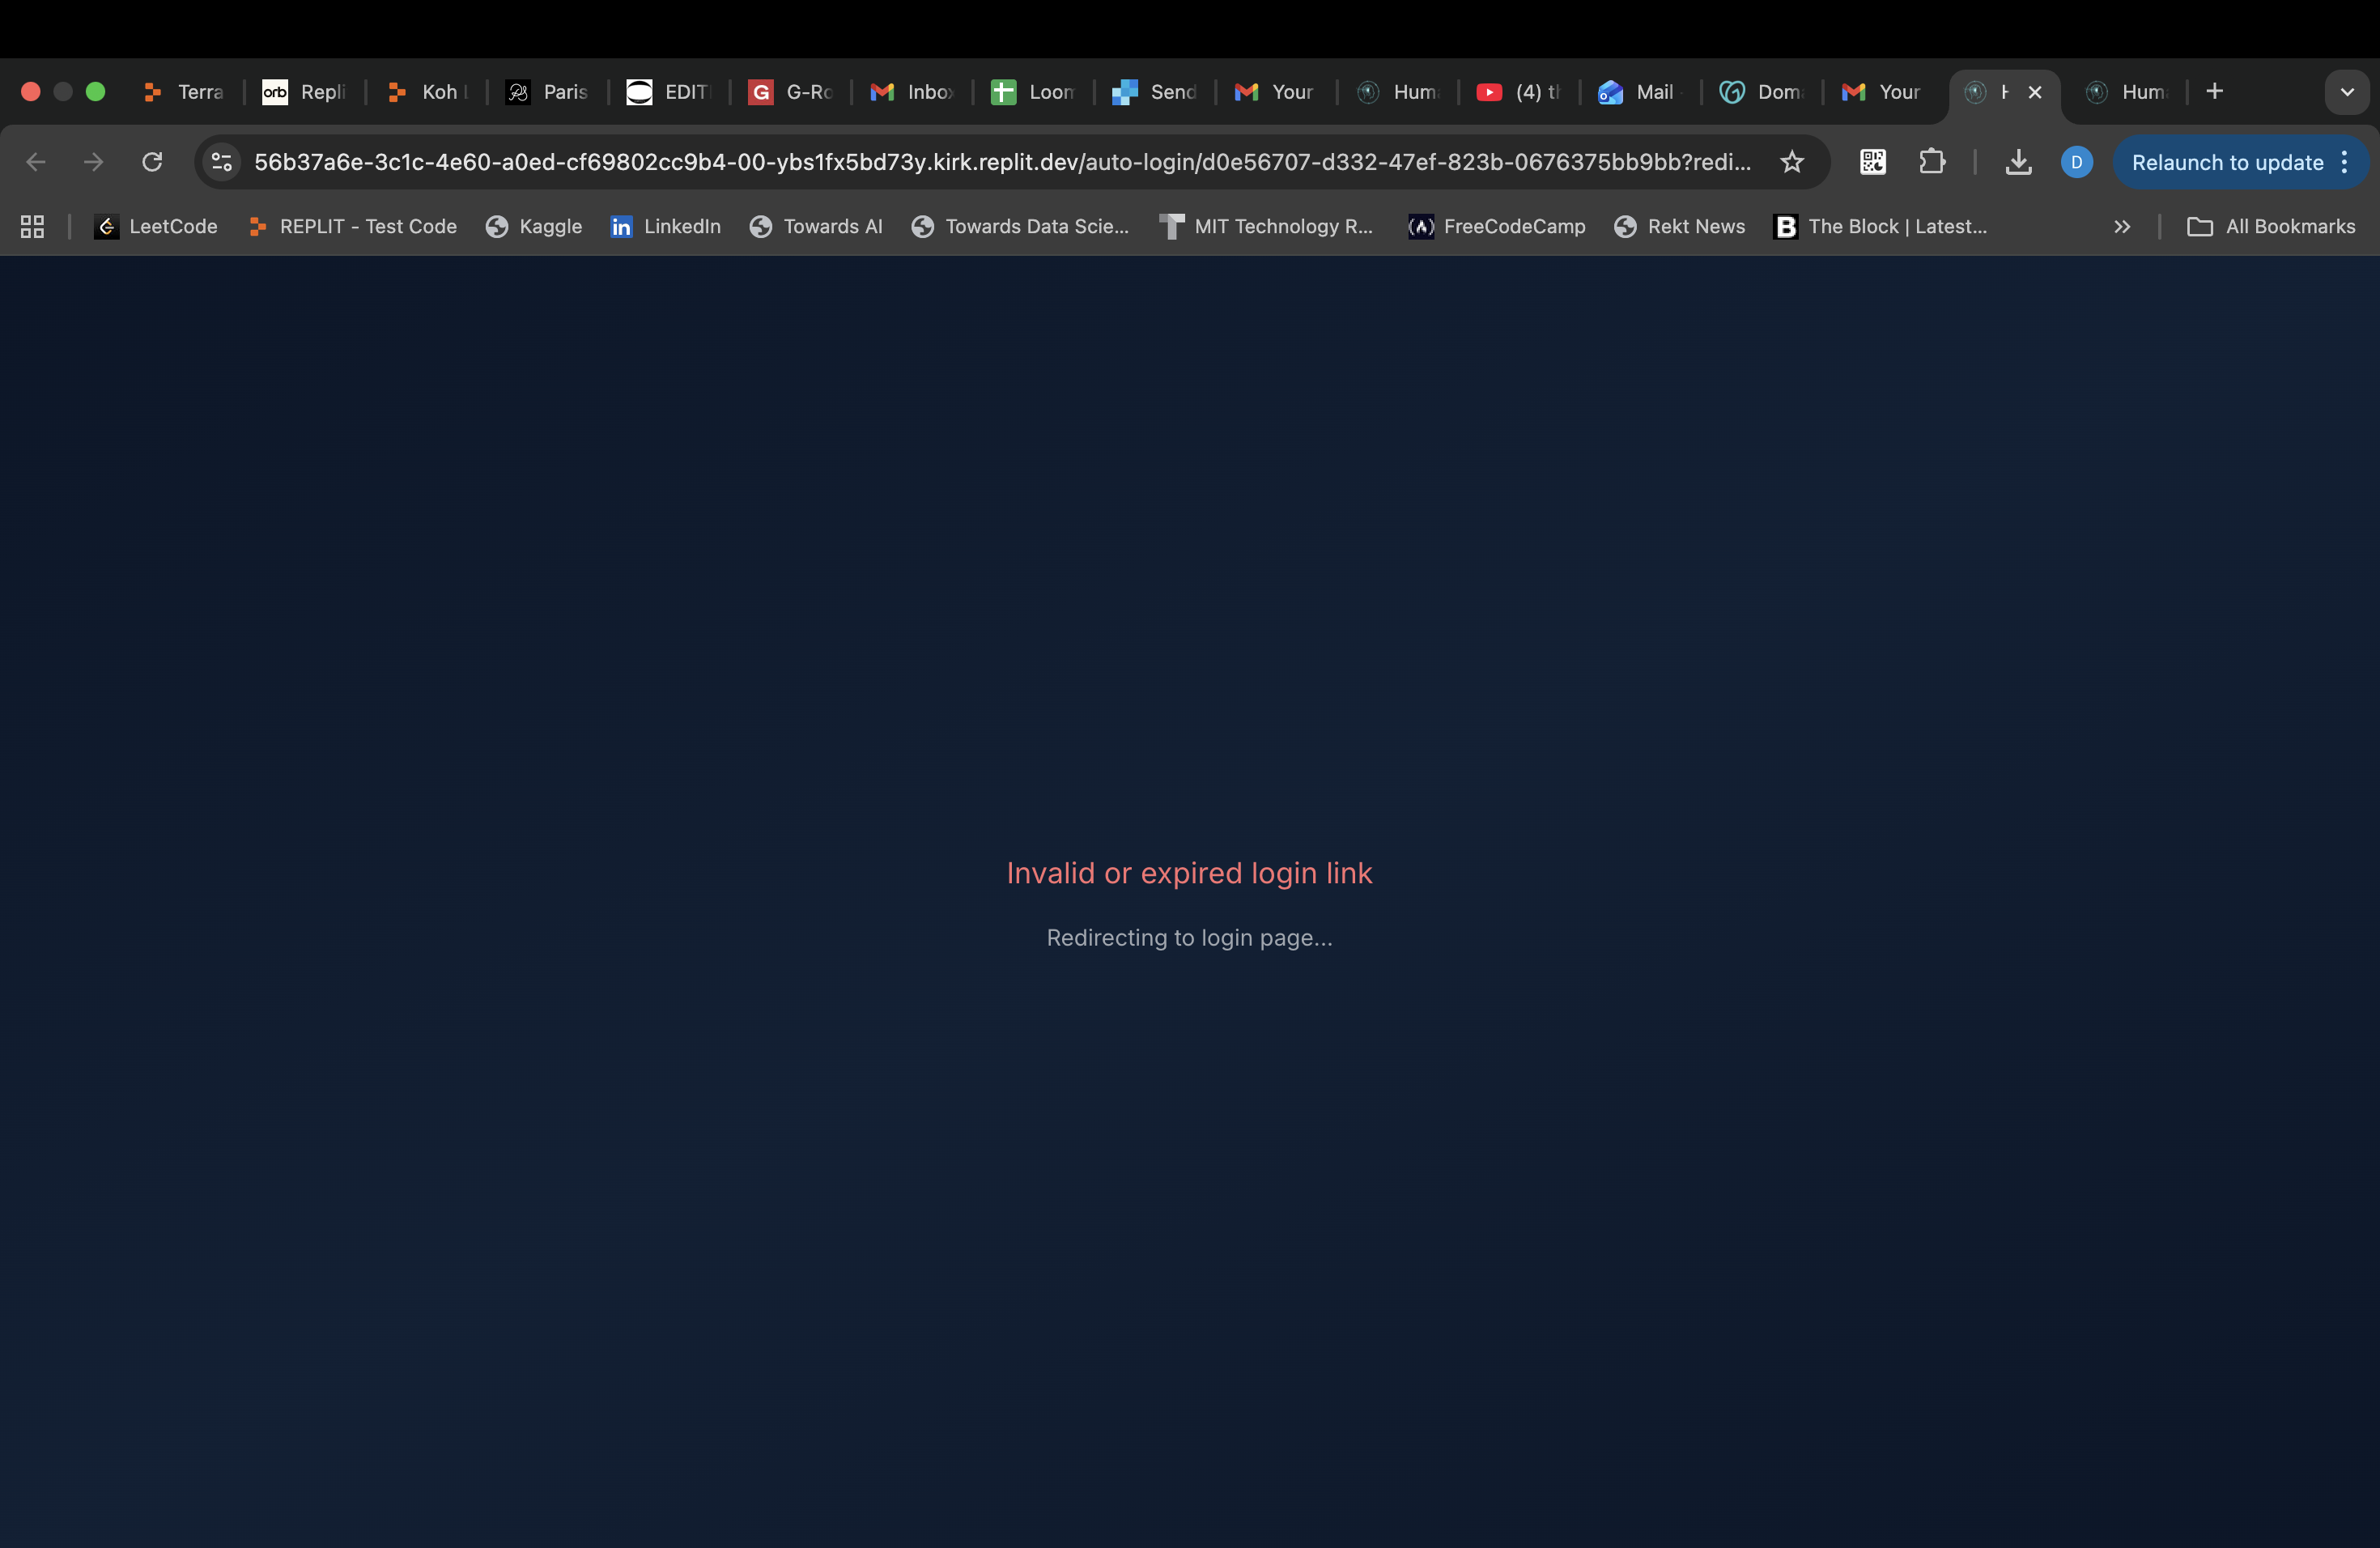 Terra
orb Repli
Koh
Paris
EDIT
G G-Ro
Inbox
Loom
Send
Your
Hum
(4) th
Mail
Dom
Your
Hum
56b37a6e-3c1c-4e60-a0ed-cf69802cc9b4-00-ybs1fx5bd73y.kirk.replit.dev/auto-login/d0e56707-d332-47ef-823b-0676375bb9bb?redi...
D
Relaunch to update
LeetCode
REPLIT - Test Code
Kaggle
in LinkedIn
Towards AI
Towards Data Scie...
MIT Technology R...
FreeCodeCamp
Rekt News
B The Block | Latest...
All Bookmarks
Invalid or expired login link
Redirecting to login page...